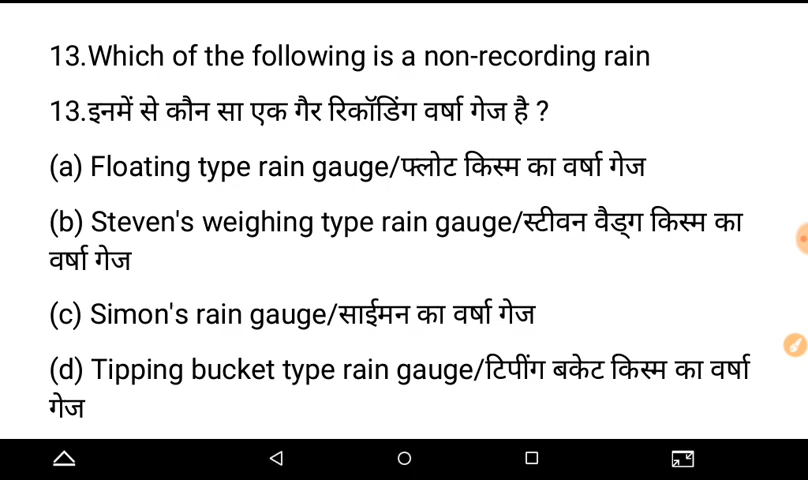 13.Which of the following is a non-recording rain
13.इनमें से कौन सा एक गैर रिकॉडिंग वर्षा गेज है ?
(a) Floating type rain gauge/फ्लोट किस्म का वर्षा गेज
(b) Steven's weighing type rain gauge/स्टीवन वैड्ग किस्म का
वर्षा गेज
(c) Simon's rain gauge/साईमन का वर्षा गेज
(d) Tipping bucket type rain gauge/टिपींग बकेट किस्म का वर्षा
गेज